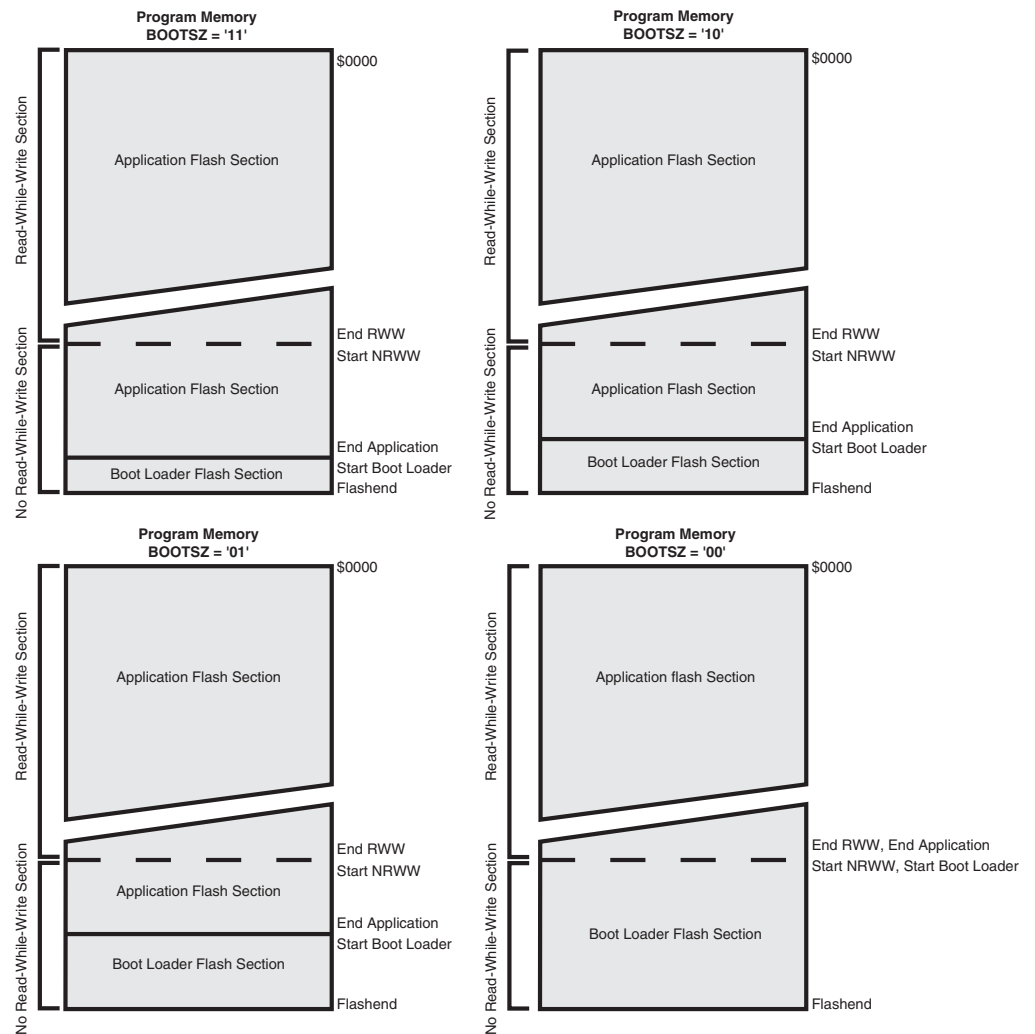 Program Memory
BOOTSZ = '11'
$0000
Read-While-Write Section
Application Flash Section
End RWW
Start NRWW
No Read-While-Write Section
Application Flash Section
End Application
Start Boot Loader
Boot Loader Flash Section
Flashend
Program Memory
BOOTSZ = '10'
$0000
Read-While-Write Section
Application Flash Section
End RWW
Start NRWW
No Read-While-Write Section
Application Flash Section
End Application
Start Boot Loader
Boot Loader Flash Section
Flashend
Program Memory
BOOTSZ = '01'
$0000
Read-While-Write Section
Application Flash Section
End RWW
Start NRWW
No Read-While-Write Section
Application Flash Section
End Application
Start Boot Loader
Boot Loader Flash Section
Flashend
Program Memory
BOOTSZ = '00'
$0000
Read-While-Write Section
Application flash Section
End RWW, End Application
Start NRWW, Start Boot Loader
No Read-While-Write Section
Boot Loader Flash Section
Flashend